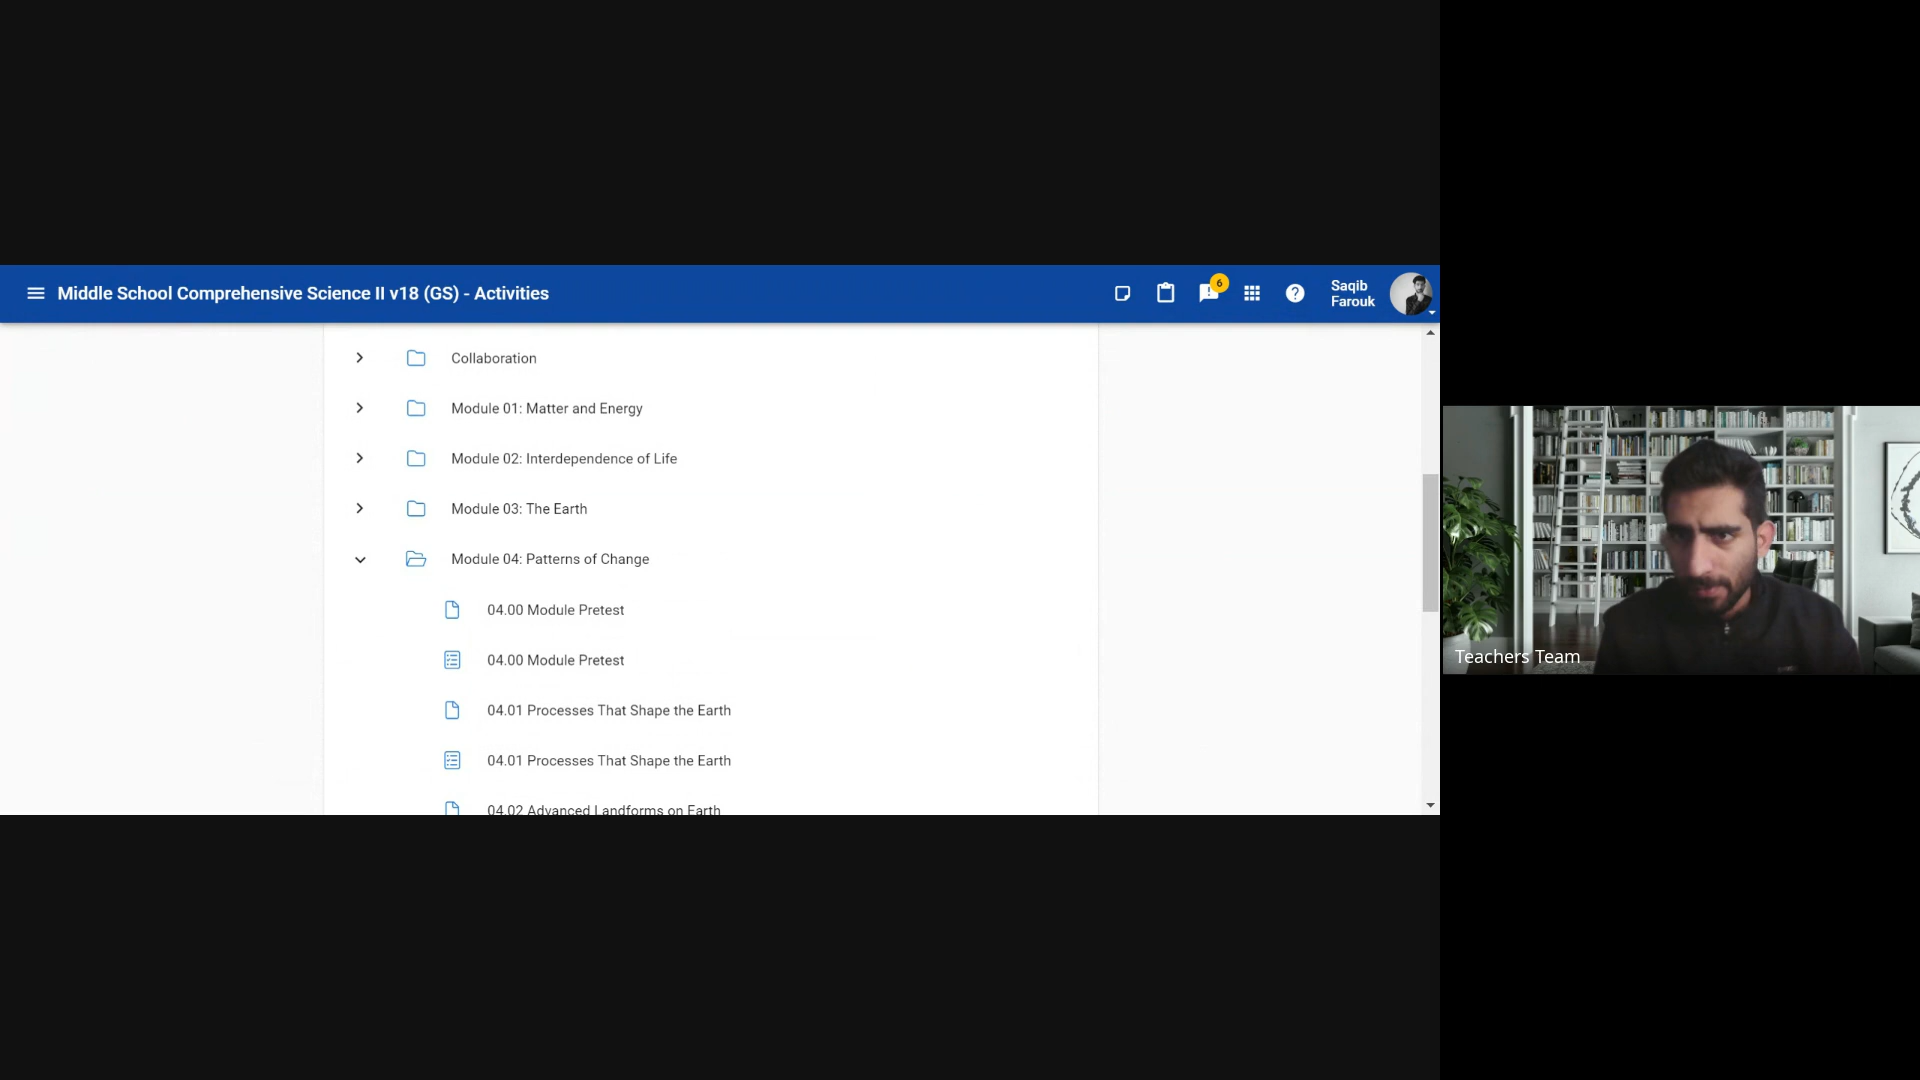 Middle School Comprehensive Science II v18 (GS) - Activities
6
Saqib
Farouk
Collaboration
Module 01: Matter and Energy
Module 02: Interdependence of Life
Module 03: The Earth
Module 04: Patterns of Change
04.00 Module Pretest
04.00 Module Pretest
04.01 Processes That Shape the Earth
04.01 Processes That Shape the Earth
04.02 Advanced Landforms on Earth
Teachers Team